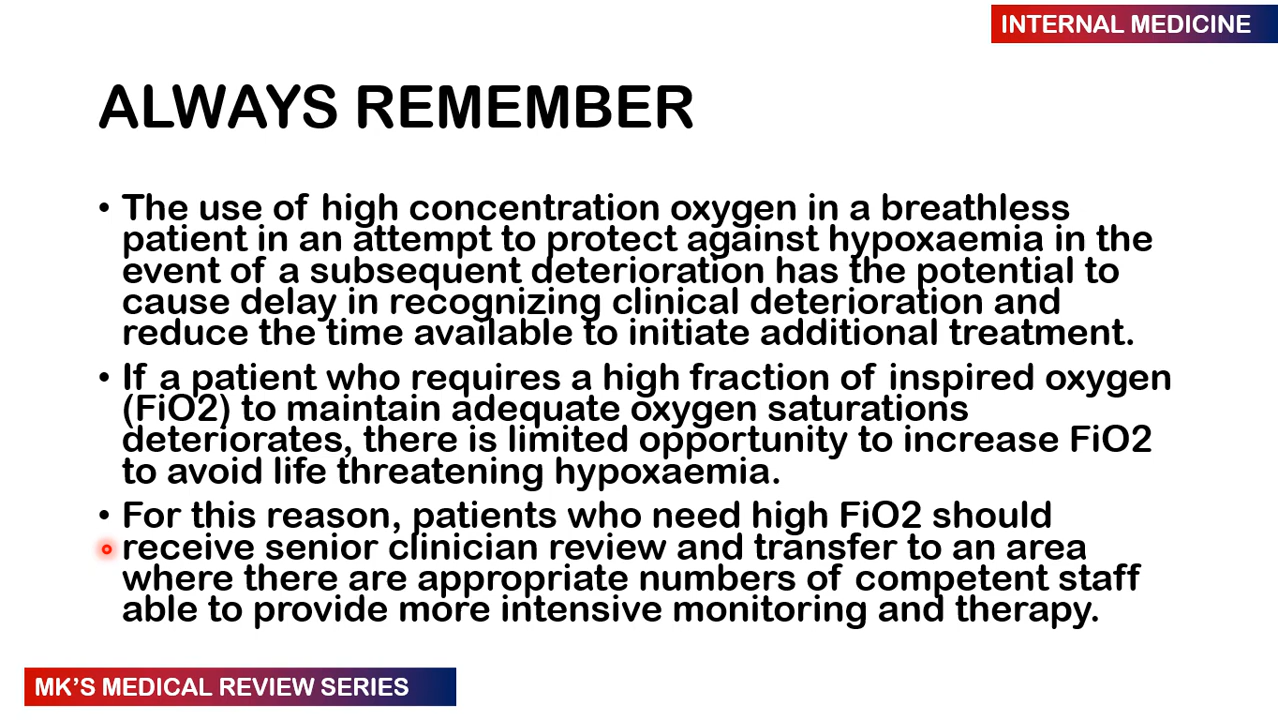 INTERNAL MEDICINE
ALWAYS REMEMBER
• The use of high concentration oxygen in a breathless
patient in an attempt to protect against hypoxaemia in the
event of a subsequent deterioration has the potential to
cause delay in recognizing clinical deterioration and
reduce the time available to initiate additional treatment.
• If a patient who requires a high fraction of inspired oxygen
(FiO2) to maintain adequate oxygen saturations
deteriorates, there is limited opportunity to increase FiO2
to avoid life threatening hypoxaemia.
• For this reason, patients who need high FiO2 should
receive senior clinician review and transfer to an area
where there are appropriate numbers of competent staff
able to provide more intensive monitoring and therapy.
MK'S MEDICAL REVIEW SERIES